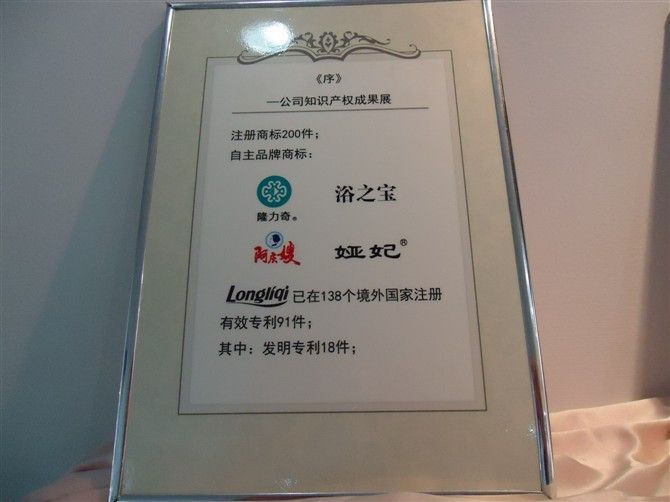 《序》
—公司知识产权成果展
注册商标200件；
自主品牌商标：
隆力奇® 浴之宝
阿庆嫂 娅妃®
Longliqi 已在138个境外国家注册
有效专利91件；
其中：发明专利18件；